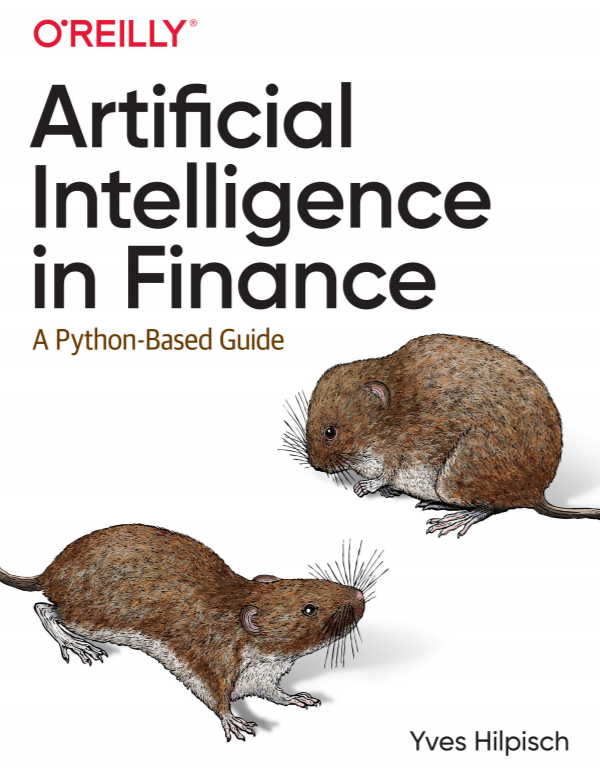 O'REILLY®
Artificial
Intelligence
in Finance
A Python-Based Guide
Yves Hilpisch